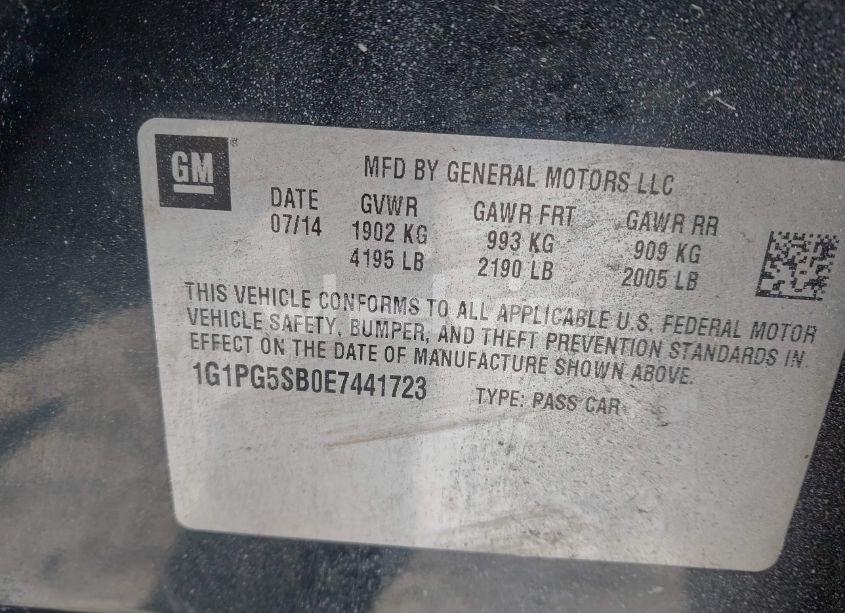 GM
MFD BY GENERAL MOTORS LLC
DATE GVWR GAWR FRT GAWR RR
07/14 1902 KG 993 KG 909 KG
4195 LB 2190 LB 2005 LB
THIS VEHICLE CONFORMS TO ALL APPLICABLE U.S. FEDERAL MOTOR
VEHICLE SAFETY, BUMPER, AND THEFT PREVENTION STANDARDS IN
EFFECT ON THE DATE OF MANUFACTURE SHOWN ABOVE.
1G1PG5SB0E7441723 TYPE: PASS CAR